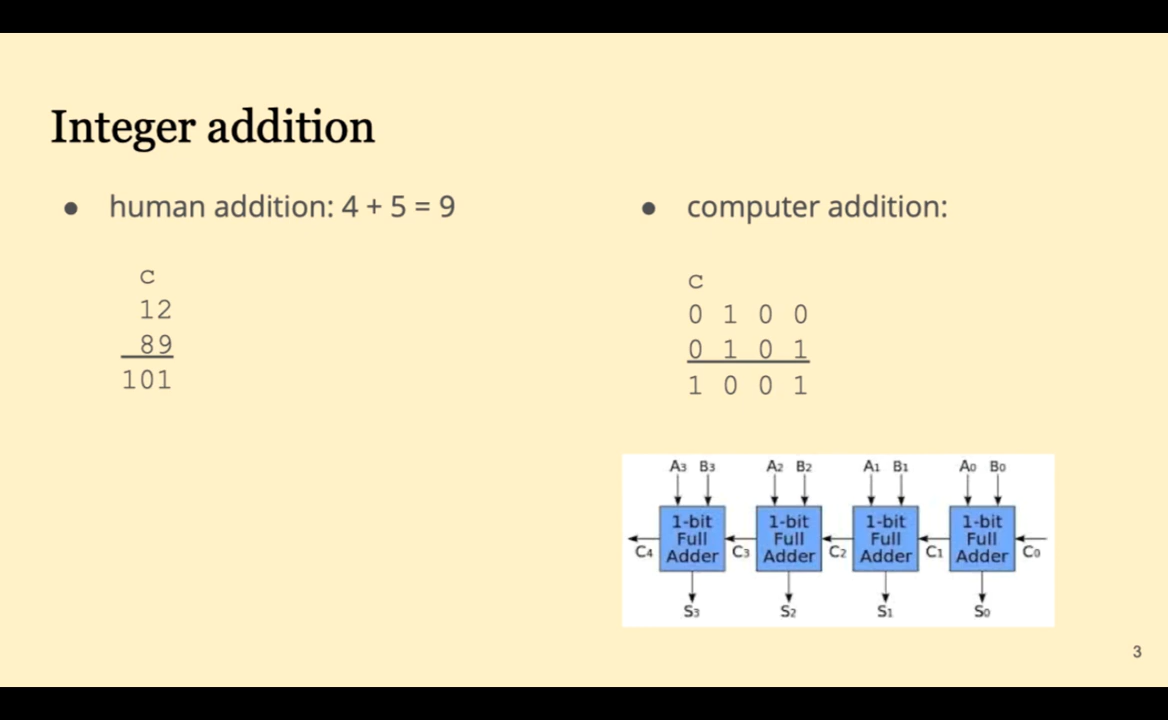 Integer addition
● human addition: 4 + 5 = 9
c
12
89
101
● computer addition:
c
0 1 0 0
0 1 0 1
1 0 0 1
A3 B3 A2 B2 A1 B1 A0 B0
1-bit Full Adder 1-bit Full Adder 1-bit Full Adder 1-bit Full Adder
C4 C3 C2 C1 C0
S3 S2 S1 S0
3